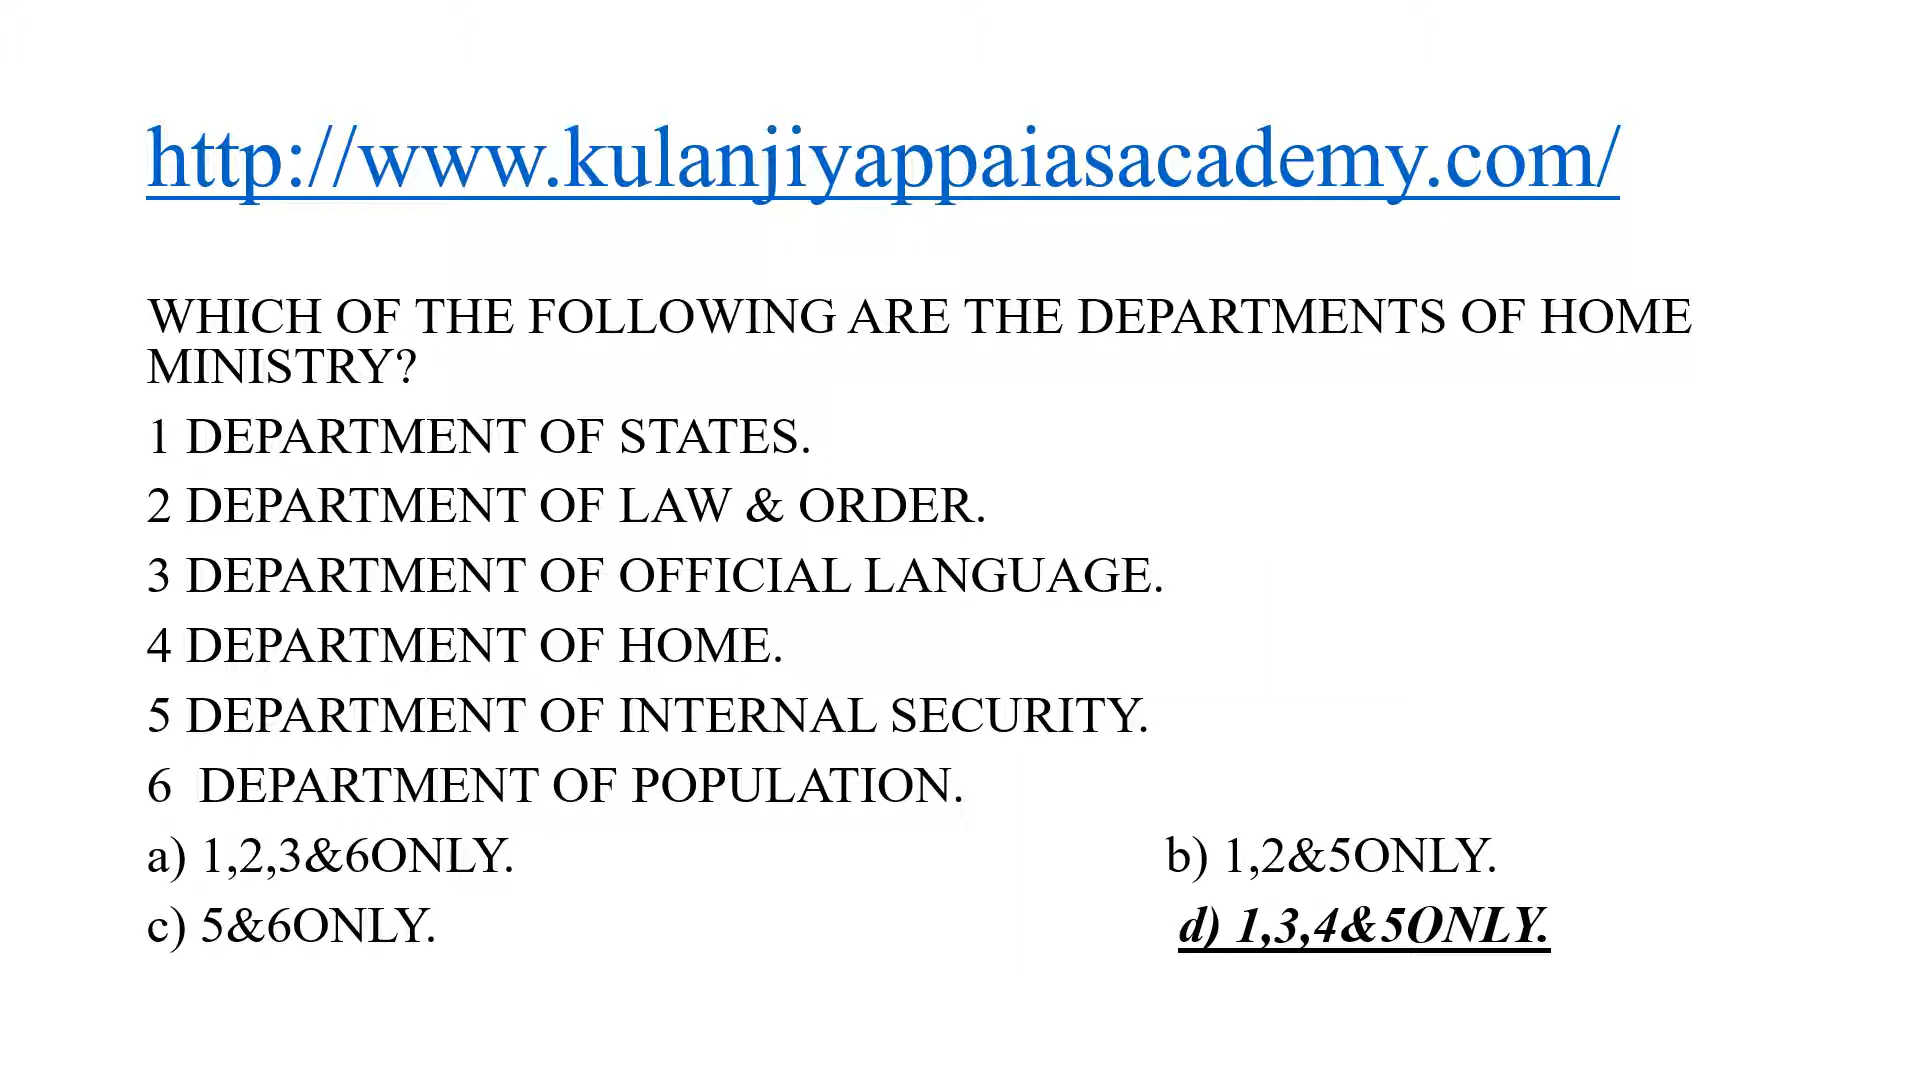 http://www.kulanjiyappaiasacademy.com/
WHICH OF THE FOLLOWING ARE THE DEPARTMENTS OF HOME
MINISTRY?
1 DEPARTMENT OF STATES.
2 DEPARTMENT OF LAW & ORDER.
3 DEPARTMENT OF OFFICIAL LANGUAGE.
4 DEPARTMENT OF HOME.
5 DEPARTMENT OF INTERNAL SECURITY.
6 DEPARTMENT OF POPULATION.
a) 1,2,3&6ONLY. b) 1,2&5ONLY.
c) 5&6ONLY. d) 1,3,4&5ONLY.